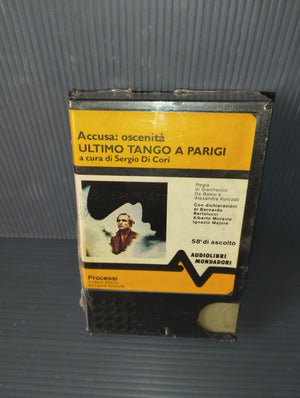 Accusa: oscenità
ULTIMO TANGO A PARIGI
a cura di Sergio Di Cori
Regia
di Gianfranco
De Bosio e
Alexandra Kurczab
Con dichiarazioni
di Bernardo
Bertolucci
Alberto Moravia
Ignazio Majore
58' di ascolto
AUDIOLIBRI
MONDADORI
Processi